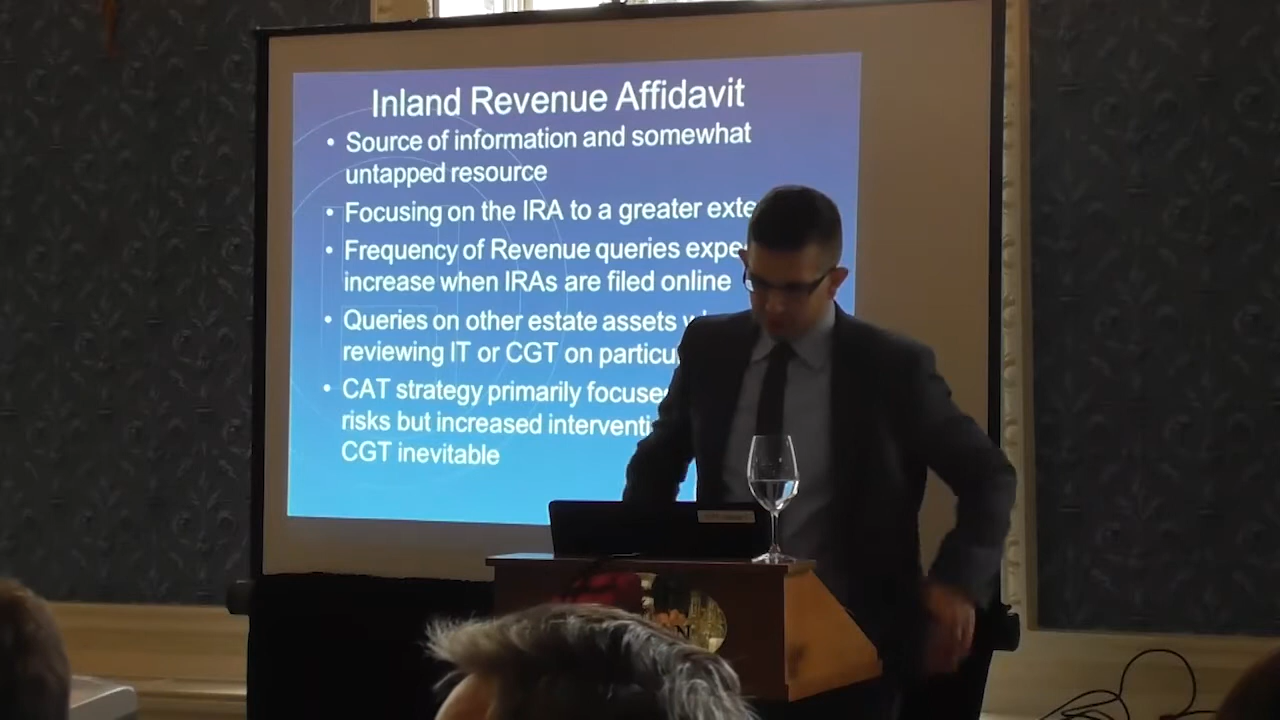 Inland Revenue Affidavit
• Source of information and somewhat
untapped resource
• Focusing on the IRA to a greater exte
• Frequency of Revenue queries expe
increase when IRAs are filed online
• Queries on other estate assets
reviewing IT or CGT on particu
• CAT strategy primarily focuse
risks but increased interventi
CGT inevitable